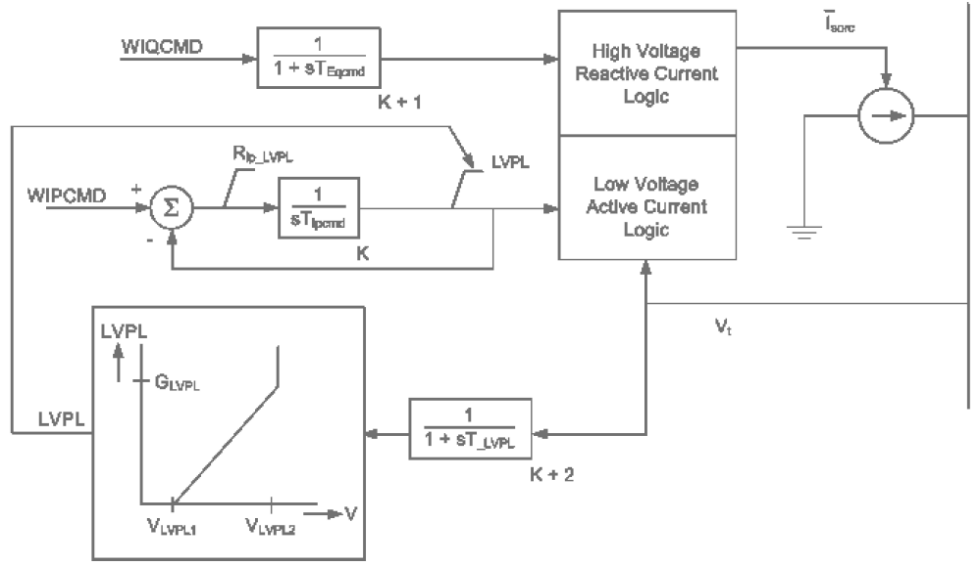 WIQCMD
1
1 + sT_Eqcmd
K + 1
High Voltage
Reactive Current
Logic
I_sorc
R_Ip_LVPL
LVPL
WIPCMD
+
-
Σ
1
sT_Ipcmd
K
Low Voltage
Active Current
Logic
V_t
LVPL
G_LVPL
LVPL
V_LVPL1
V_LVPL2
V
1
1 + sT_LVPL
K + 2